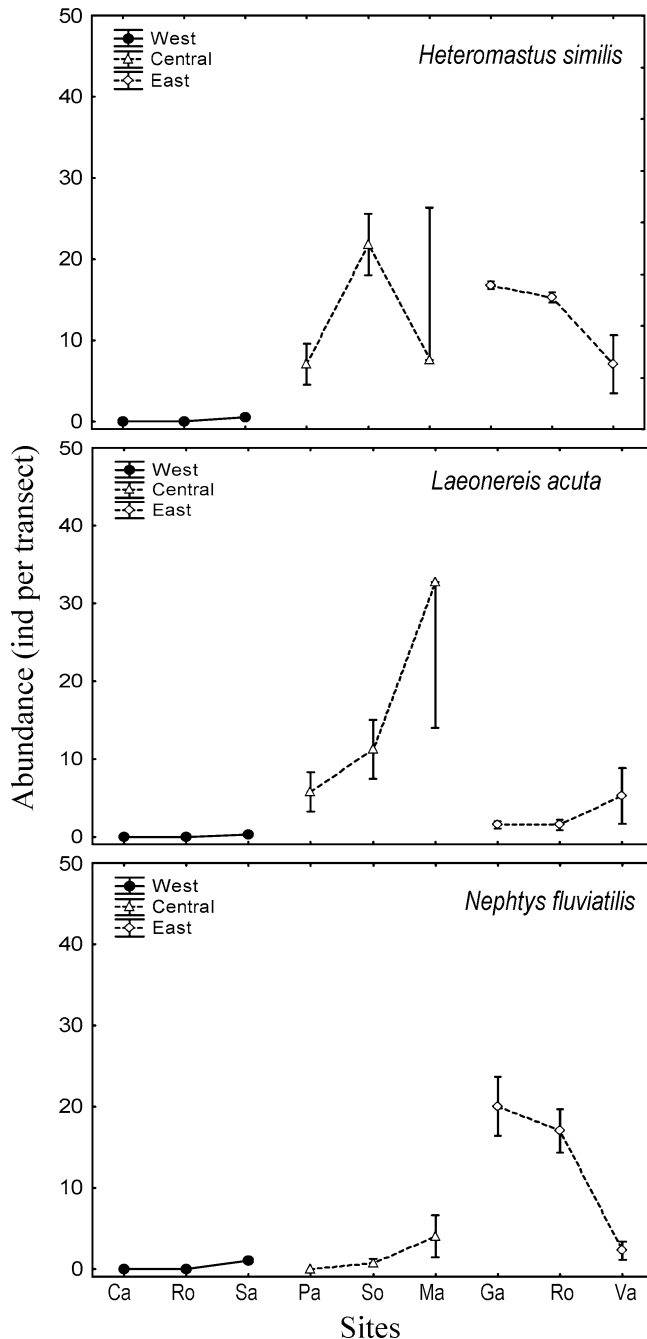 West
Central
East
Heteromastus similis
50
40
30
20
10
0
West
Central
East
Laeonereis acuta
50
40
30
20
10
0
Abundance (ind per transect)
West
Central
East
Nephtys fluviatilis
50
40
30
20
10
0
Ca Ro Sa Pa So Ma Ga Ro Va
Sites